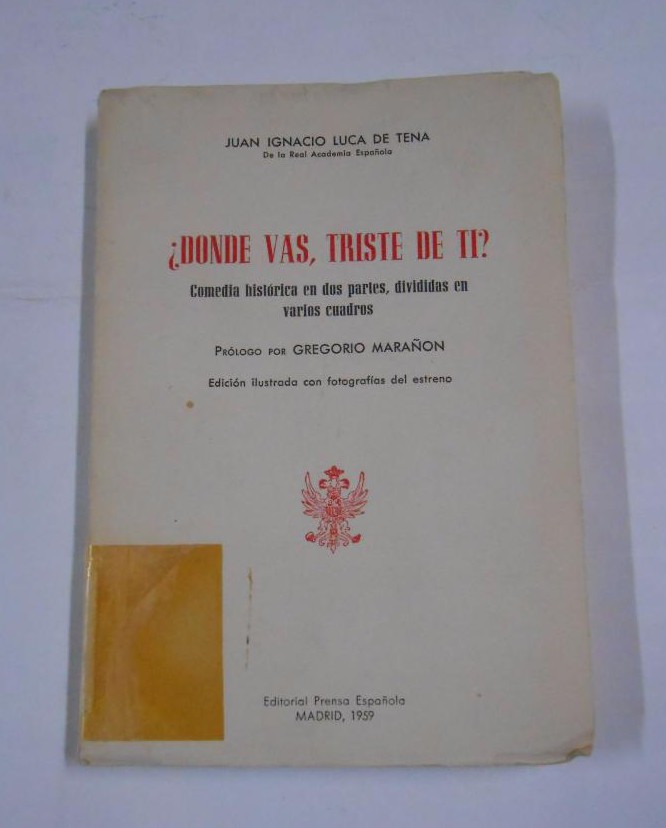 JUAN IGNACIO LUCA DE TENA
De la Real Academia Española
¿DONDE VAS, TRISTE DE TI?
Comedia histórica en dos partes, divididas en
varios cuadros
PRÓLOGO POR GREGORIO MARAÑON
Edición ilustrada con fotografías del estreno
Editorial Prensa Española
MADRID, 1959